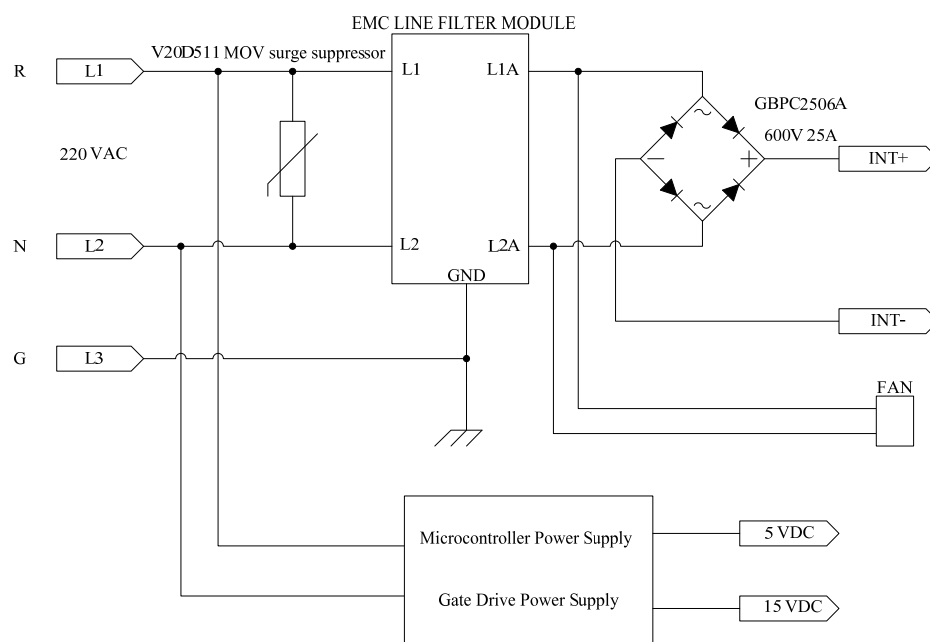 EMC LINE FILTER MODULE
V20D511 MOV surge suppressor
R
L1
L1
L1A
GBPC2506A
600V 25A
220 VAC
INT+
N
L2
L2
L2A
GND
INT-
G
L3
FAN
Microcontroller Power Supply
5 VDC
Gate Drive Power Supply
15 VDC